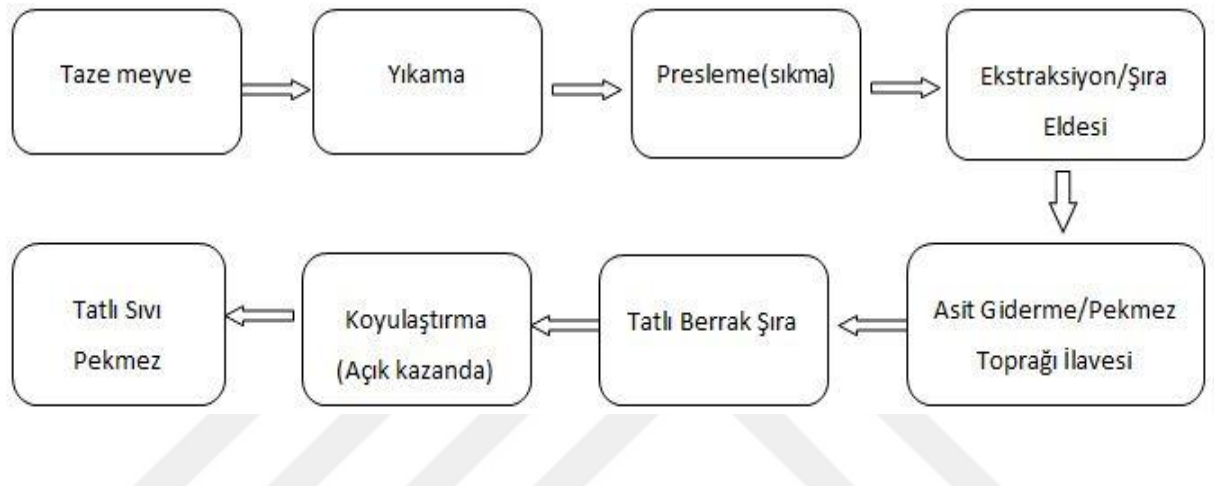 Taze meyve
Yıkama
Presleme(sıkma)
Ekstraksiyon/Şıra
Eldesi
Asit Giderme/Pekmez
Toprağı İlavesi
Tatlı Berrak Şıra
Koyulaştırma
(Açık kazanda)
Tatlı Sıvı
Pekmez